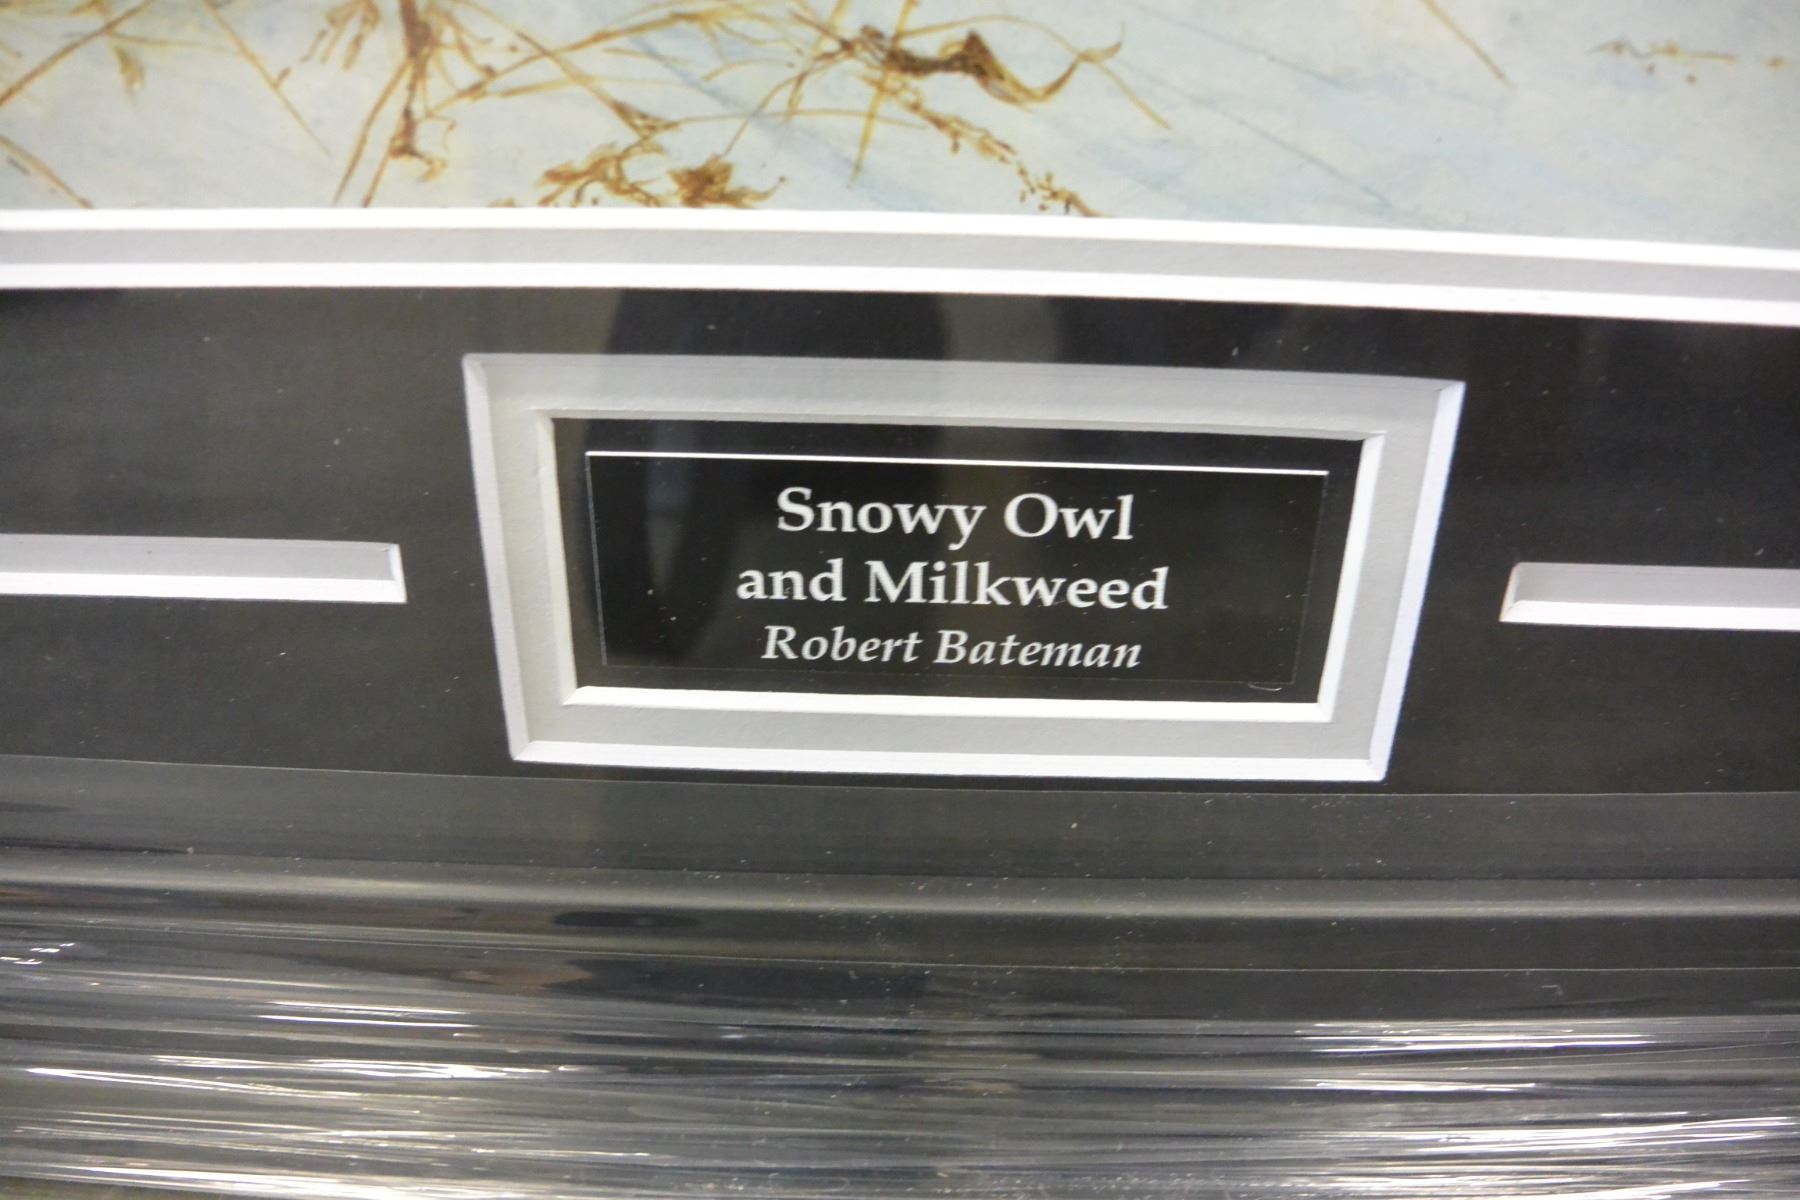 Snowy Owl
and Milkweed
Robert Bateman